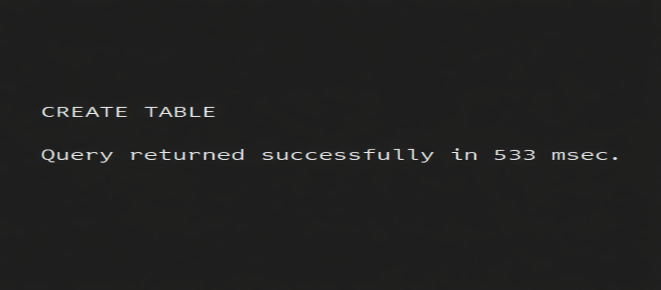 CREATE TABLE
Query returned successfully in 533 msec.